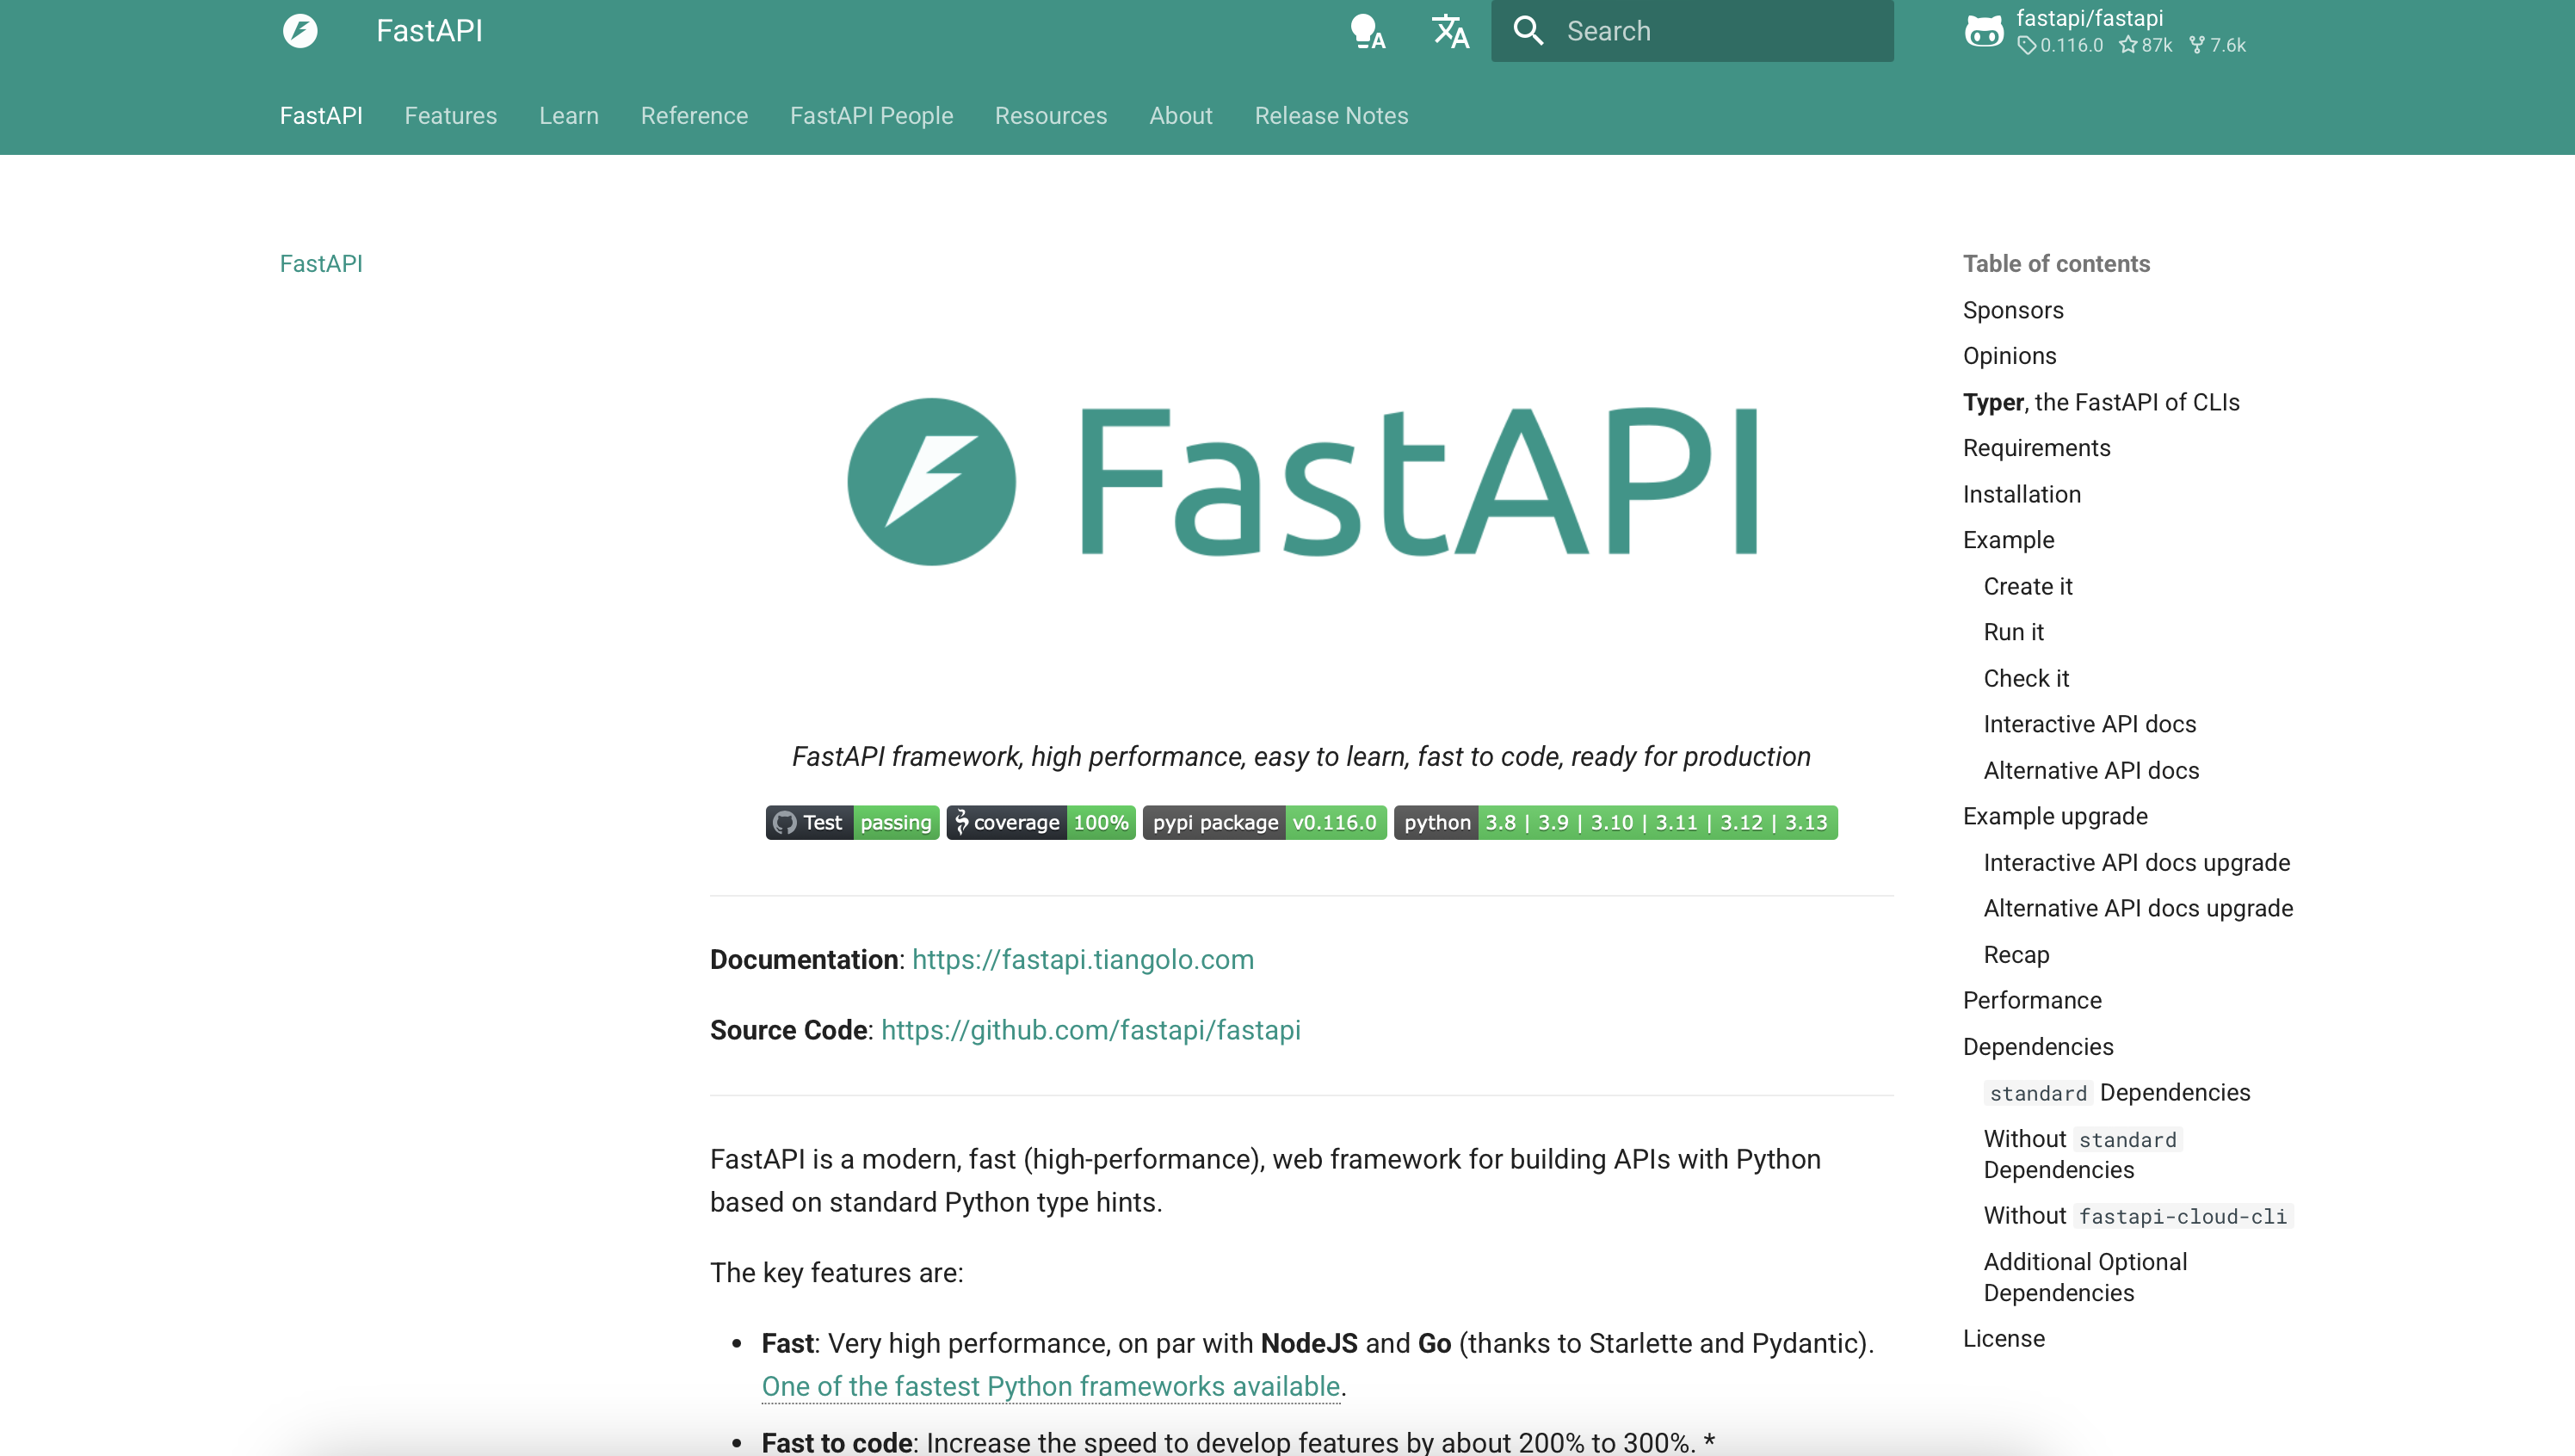 FastAPI
Search
fastapi/fastapi
0.116.0 87k 7.6k
FastAPI Features Learn Reference FastAPI People Resources About Release Notes
FastAPI
FastAPI
FastAPI framework, high performance, easy to learn, fast to code, ready for production
Test passing coverage 100% pypi package v0.116.0 python 3.8 | 3.9 | 3.10 | 3.11 | 3.12 | 3.13
Documentation: https://fastapi.tiangolo.com
Source Code: https://github.com/fastapi/fastapi
FastAPI is a modern, fast (high-performance), web framework for building APIs with Python
based on standard Python type hints.
The key features are:
• Fast: Very high performance, on par with NodeJS and Go (thanks to Starlette and Pydantic).
One of the fastest Python frameworks available.
• Fast to code: Increase the speed to develop features by about 200% to 300%. *
Table of contents
Sponsors
Opinions
Typer, the FastAPI of CLIs
Requirements
Installation
Example
Create it
Run it
Check it
Interactive API docs
Alternative API docs
Example upgrade
Interactive API docs upgrade
Alternative API docs upgrade
Recap
Performance
Dependencies
standard Dependencies
Without standard
Dependencies
Without fastapi-cloud-cli
Additional Optional
Dependencies
License